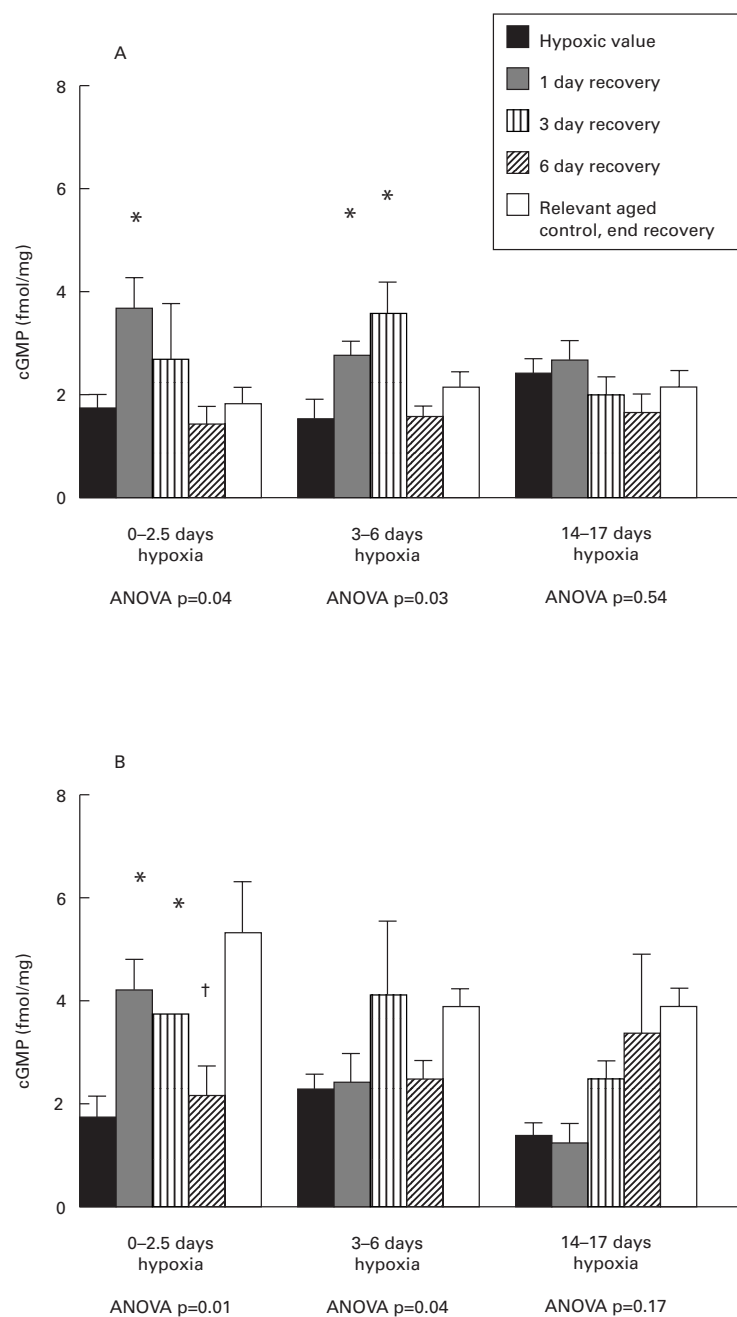 A
Hypoxic value
1 day recovery
3 day recovery
6 day recovery
Relevant aged
control, end recovery
8
6
4
2
0
cGMP (fmol/mg)
*
*
*
0–2.5 days
hypoxia
3–6 days
hypoxia
14–17 days
hypoxia
ANOVA p=0.04
ANOVA p=0.03
ANOVA p=0.54
B
8
6
4
2
0
cGMP (fmol/mg)
*
*
†
0–2.5 days
hypoxia
3–6 days
hypoxia
14–17 days
hypoxia
ANOVA p=0.01
ANOVA p=0.04
ANOVA p=0.17